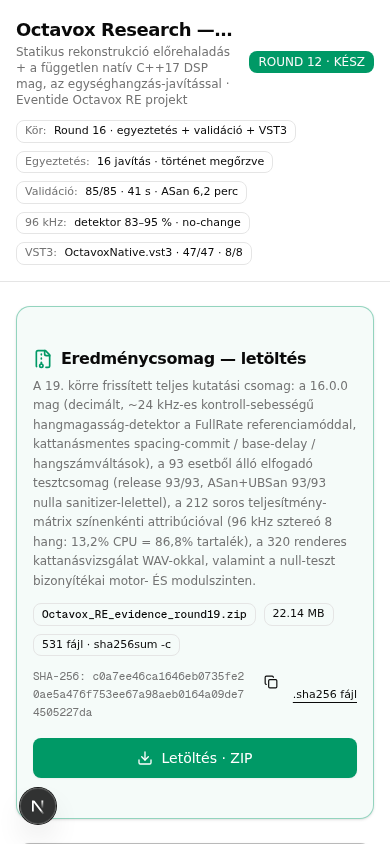 Octavox Research —...
Statikus rekonstrukció előrehaladás
+ a független natív C++17 DSP
mag, az egységhangzás-javítással ·
Eventide Octavox RE projekt
ROUND 12 · KÉSZ
Kör: Round 16 · egyeztetés + validáció + VST3
Egyeztetés: 16 javítás · történet megőrzve
Validáció: 85/85 · 41 s · ASan 6,2 perc
96 kHz: detektor 83–95 % · no-change
VST3: OctavoxNative.vst3 · 47/47 · 8/8
Eredménycsomag — letöltés
A 19. körre frissített teljes kutatási csomag: a 16.0.0
mag (decimált, ~24 kHz-es kontroll-sebességű
hangmagasság-detektor a FullRate referenciamóddal,
kattanásmentes spacing-commit / base-delay /
hangszámváltások), a 93 esetből álló elfogadó
tesztcsomag (release 93/93, ASan+UBSan 93/93
nulla sanitizer-lelettel), a 212 soros teljesítmény-
mátrix színenkénti attribúcióval (96 kHz sztereó 8
hang: 13,2% CPU = 86,8% tartalék), a 320 renderes
kattanásvizsgálat WAV-okkal, valamint a null-teszt
bizonyítékai motor- ÉS modulszinten.
Octavox_RE_evidence_round19.zip
22.14 MB
531 fájl · sha256sum -c
SHA-256: c0a7ee46ca1646eb0735fe2
0ae5a476f753ee67a98aeb0164a09de7
4505227da
.sha256 fájl
Letöltés · ZIP
N